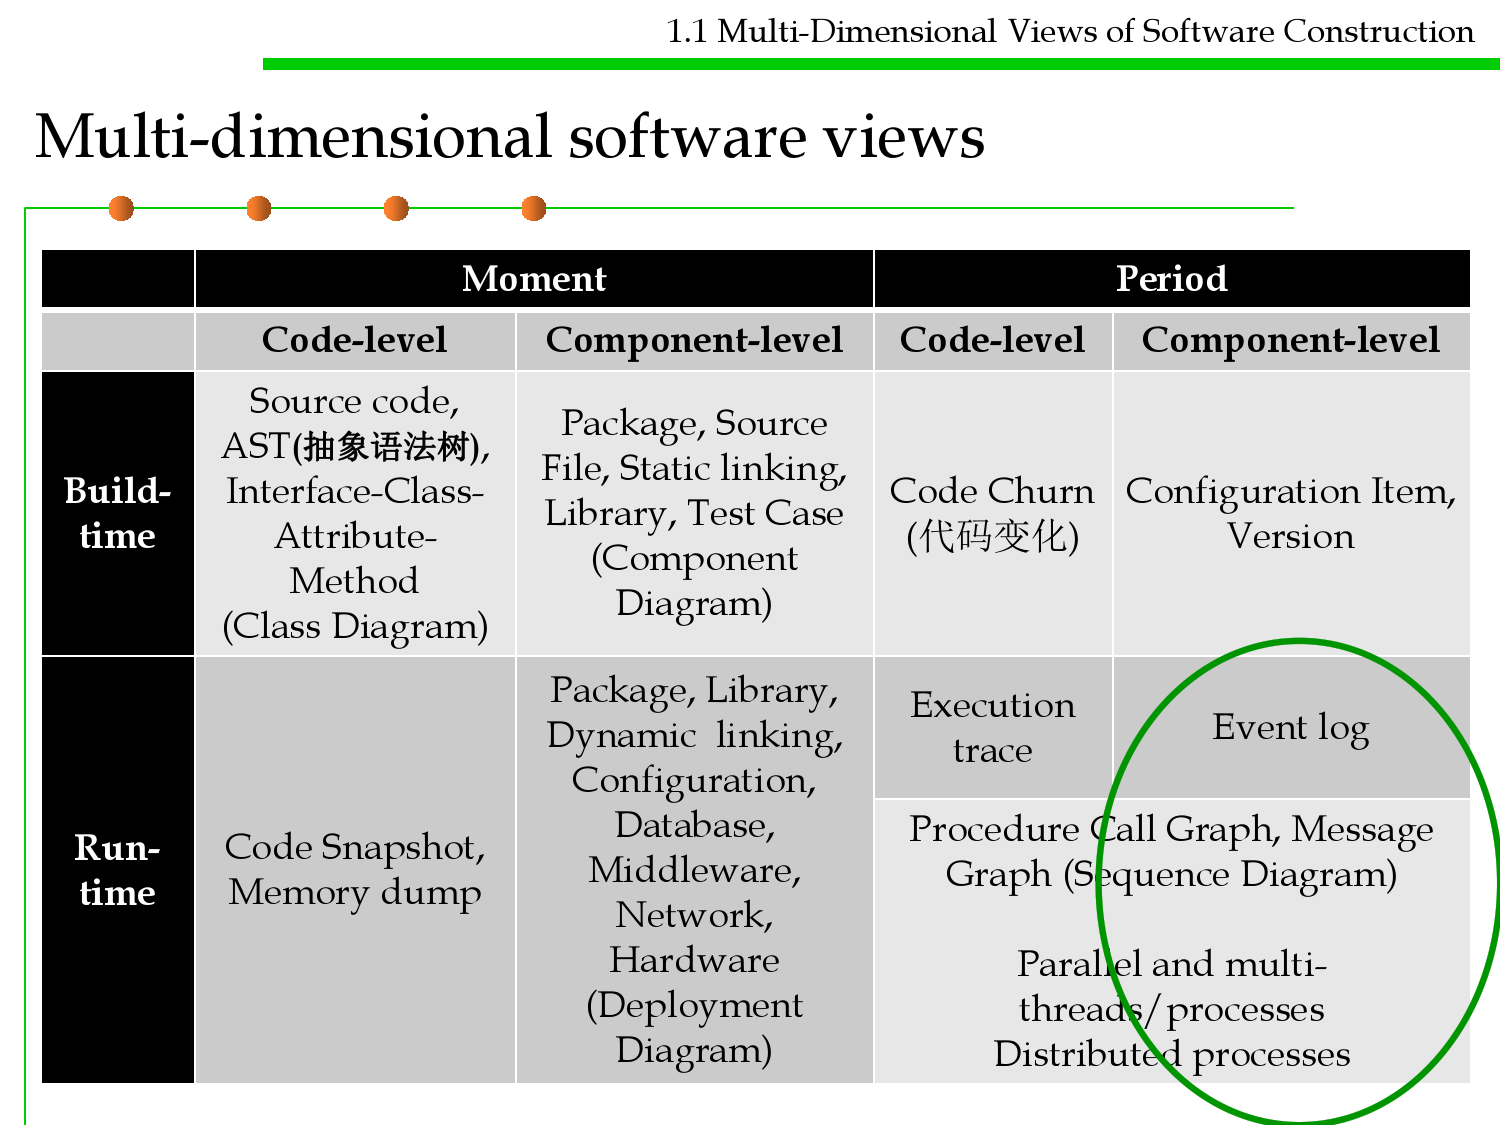 1.1 Multi-Dimensional Views of Software Construction
Multi-dimensional software views
Moment
Period
Code-level
Component-level
Code-level
Component-level
Build-
time
Source code,
AST(抽象语法树),
Interface-Class-
Attribute-
Method
(Class Diagram)
Package, Source
File, Static linking,
Library, Test Case
(Component
Diagram)
Code Churn
(代码变化)
Configuration Item,
Version
Run-
time
Code Snapshot,
Memory dump
Package, Library,
Dynamic linking,
Configuration,
Database,
Middleware,
Network,
Hardware
(Deployment
Diagram)
Execution
trace
Event log
Procedure Call Graph, Message
Graph (Sequence Diagram)
Parallel and multi-
threads/processes
Distributed processes